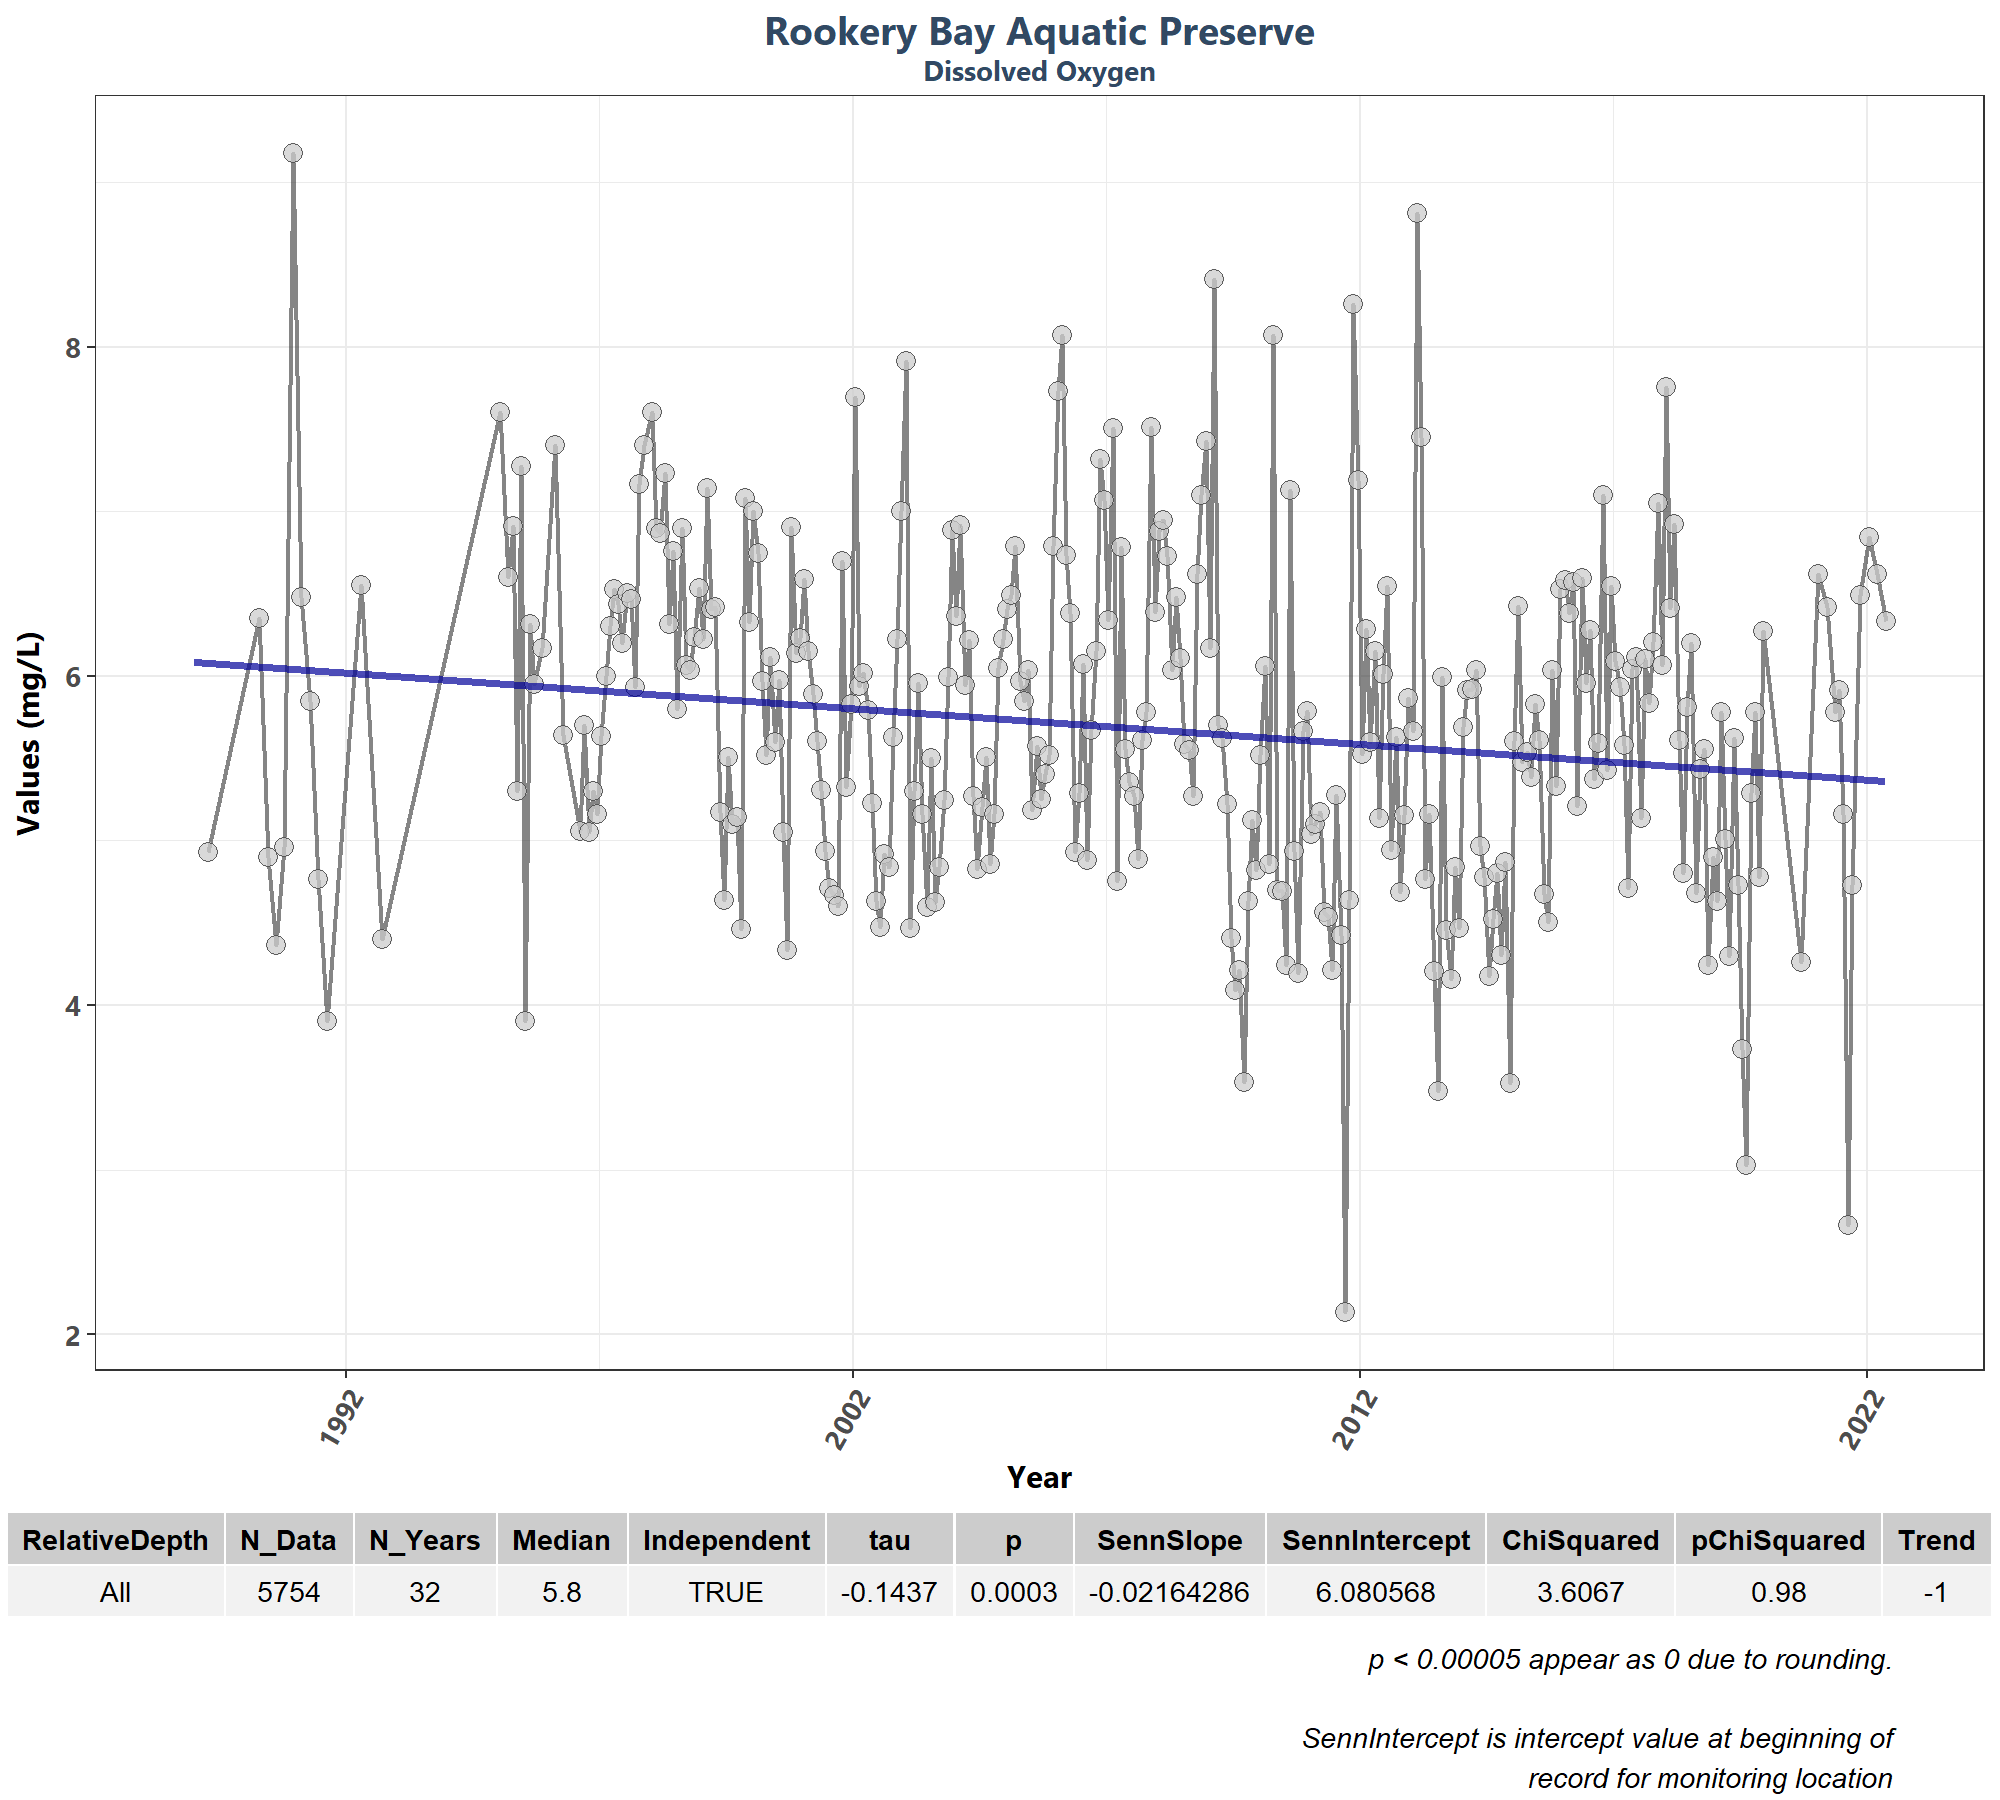 Rookery Bay Aquatic Preserve
Dissolved Oxygen
Values (mg/L)
8
6
4
2
1992
2002
2012
2022
Year
RelativeDepth N_Data N_Years Median Independent tau p SennSlope SennIntercept ChiSquared pChiSquared Trend
All 5754 32 5.8 TRUE -0.1437 0.0003 -0.02164286 6.080568 3.6067 0.98 -1
p < 0.00005 appear as 0 due to rounding.
SennIntercept is intercept value at beginning of
record for monitoring location